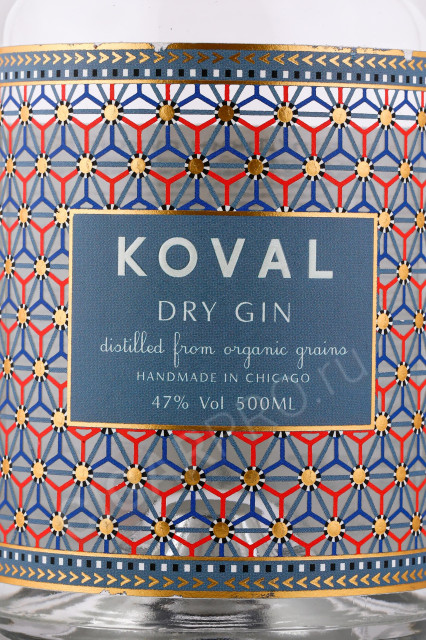 KOVAL
DRY GIN
distilled from organic grains
HANDMADE IN CHICAGO
47% Vol 500ML